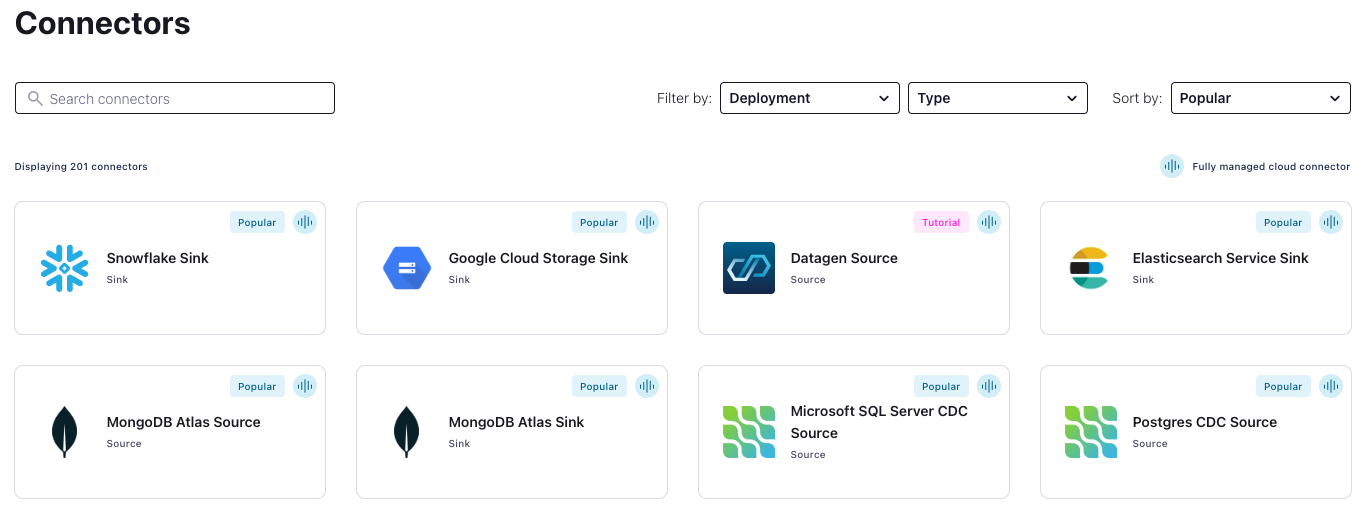 Connectors
Search connectors
Filter by:
Deployment
Type
Sort by:
Popular
Displaying 201 connectors
Fully managed cloud connector
Popular
Snowflake Sink
Sink
Popular
Google Cloud Storage Sink
Sink
Tutorial
Datagen Source
Source
Popular
Elasticsearch Service Sink
Sink
Popular
MongoDB Atlas Source
Source
Popular
MongoDB Atlas Sink
Sink
Popular
Microsoft SQL Server CDC
Source
Source
Popular
Postgres CDC Source
Source